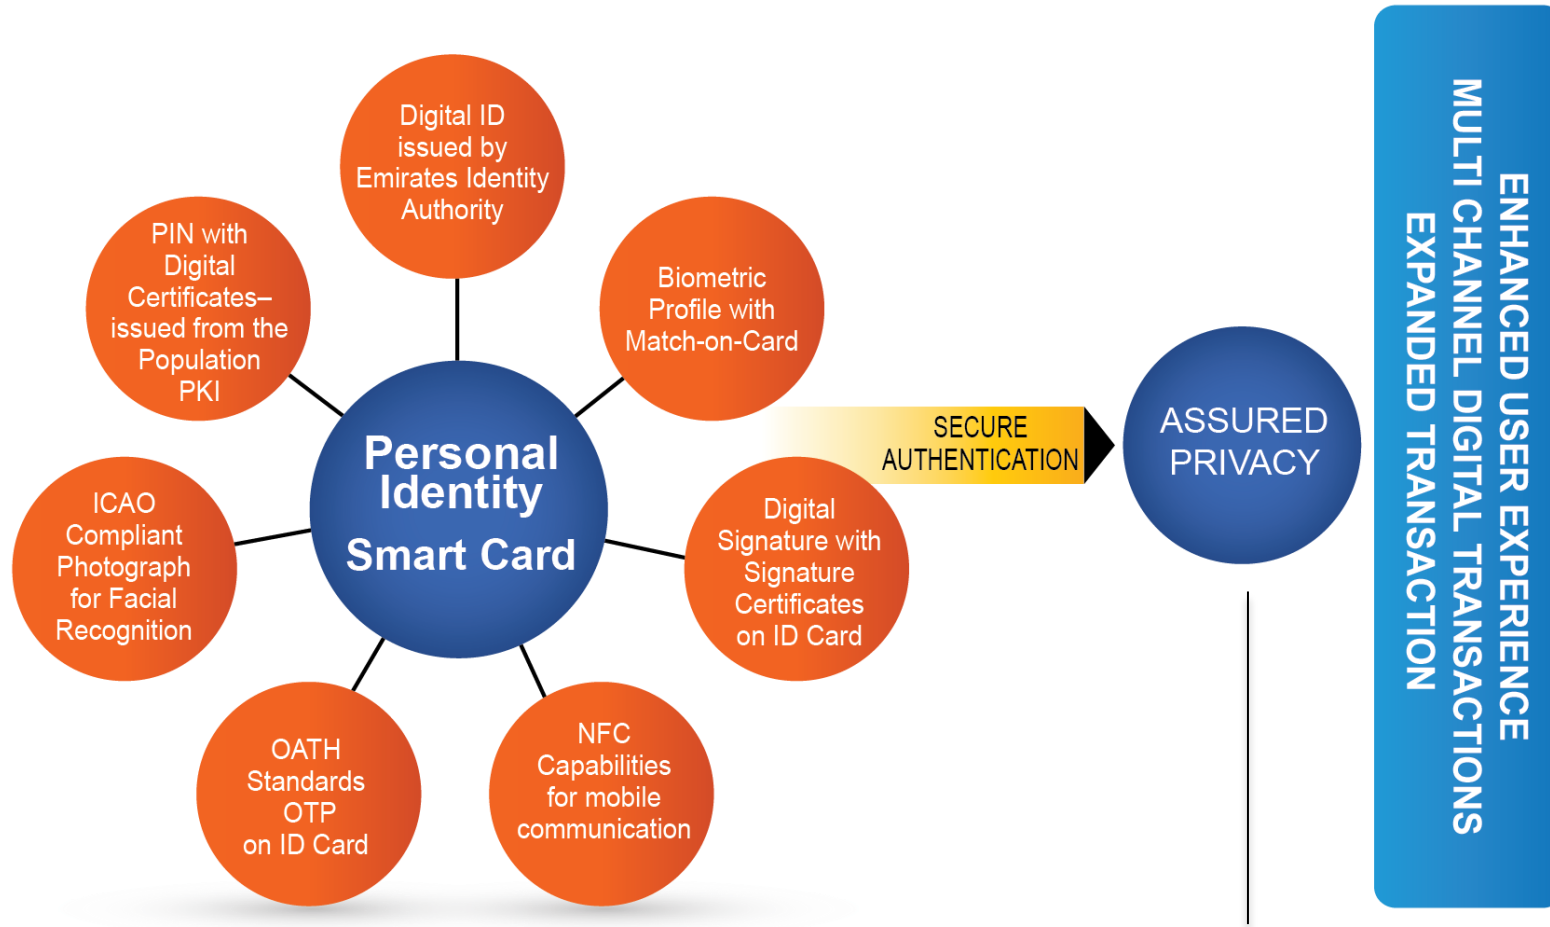 Digital ID
issued by
Emirates Identity
Authority
PIN with
Digital
Certificates–
issued from the
Population
PKI
Biometric
Profile with
Match-on-Card
Personal
Identity
Smart Card
SECURE
AUTHENTICATION
ASSURED
PRIVACY
ICAO
Compliant
Photograph
for Facial
Recognition
Digital
Signature with
Signature
Certificates
on ID Card
OATH
Standards
OTP
on ID Card
NFC
Capabilities
for mobile
communication
ENHANCED USER EXPERIENCE
MULTI CHANNEL DIGITAL TRANSACTIONS
EXPANDED TRANSACTION